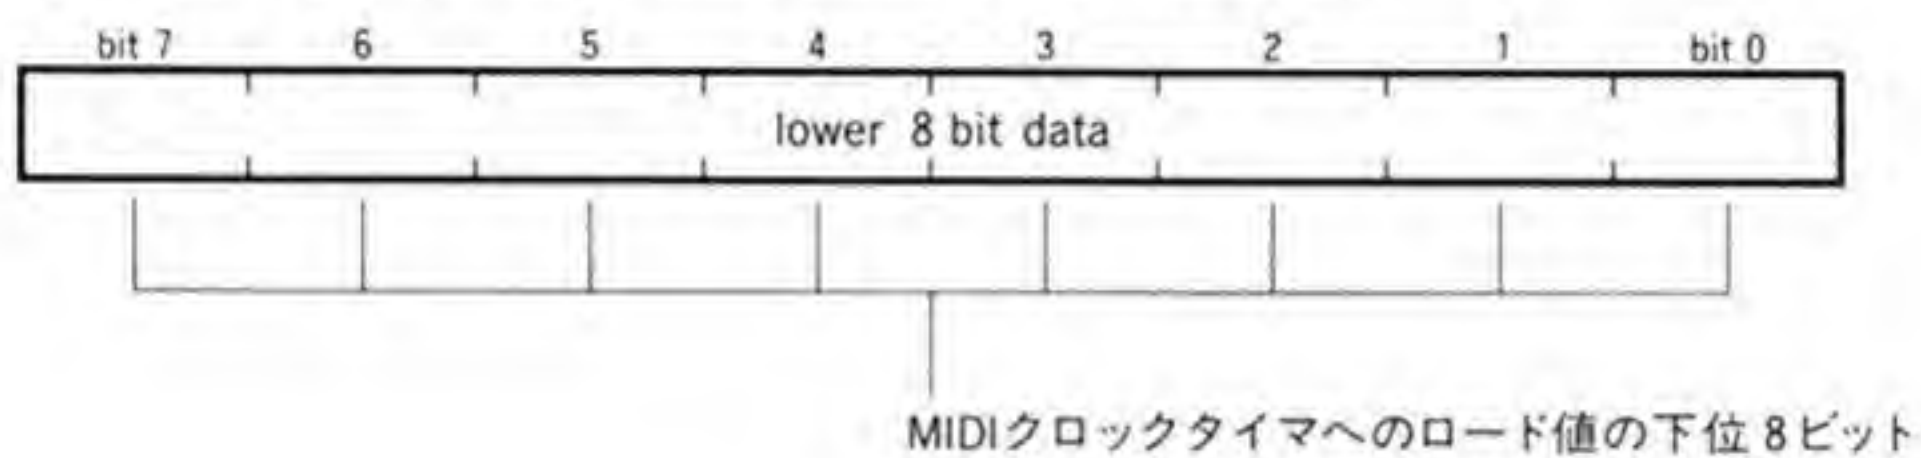 bit 7 6 5 4 3 2 1 bit 0
lower 8 bit data
MIDIクロックタイマへのロード値の下位8ビット